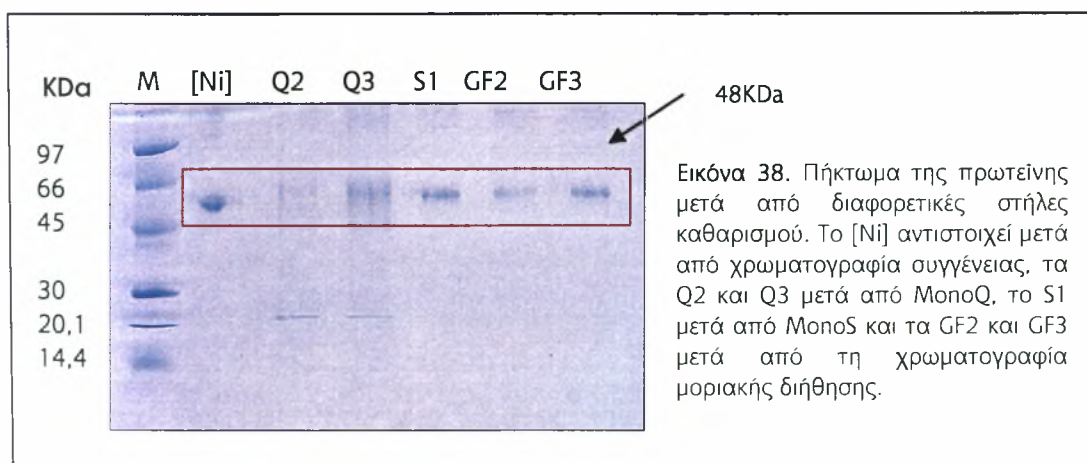 KDa M [Ni] Q2 Q3 S1 GF2 GF3
48KDa
97
66
45
30
20,1
14,4
Εικόνα 38. Πήκτωμα της πρωτεΐνης
μετά από διαφορετικές στήλες
καθαρισμού. Το [Ni] αντιστοιχεί μετά
από χρωματογραφία συγγένειας, τα
Q2 και Q3 μετά από MonoQ, το S1
μετά από MonoS και τα GF2 και GF3
μετά από τη χρωματογραφία
μοριακής διήθησης.